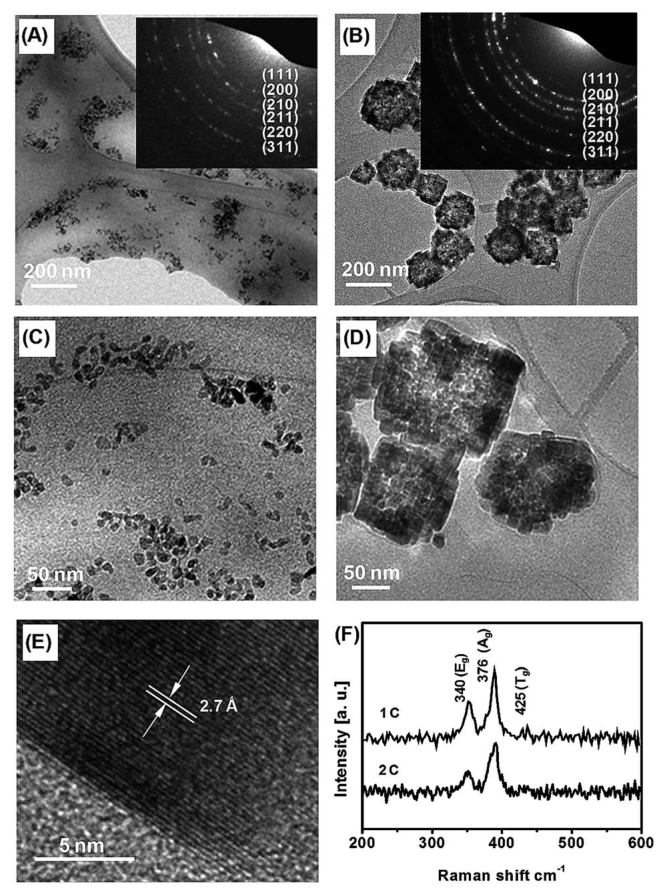 (A)
(111)
(200)
(210)
(211)
(220)
(311)
200 nm
(B)
(111)
(200)
(210)
(211)
(220)
(311)
200 nm
(C)
50 nm
(D)
50 nm
(E)
2.7 Å
5 nm
(F)
340 (Eg)
376 (Ag)
425 (Tg)
1 C
2 C
Intensity [a. u.]
200 300 400 500 600
Raman shift cm-1